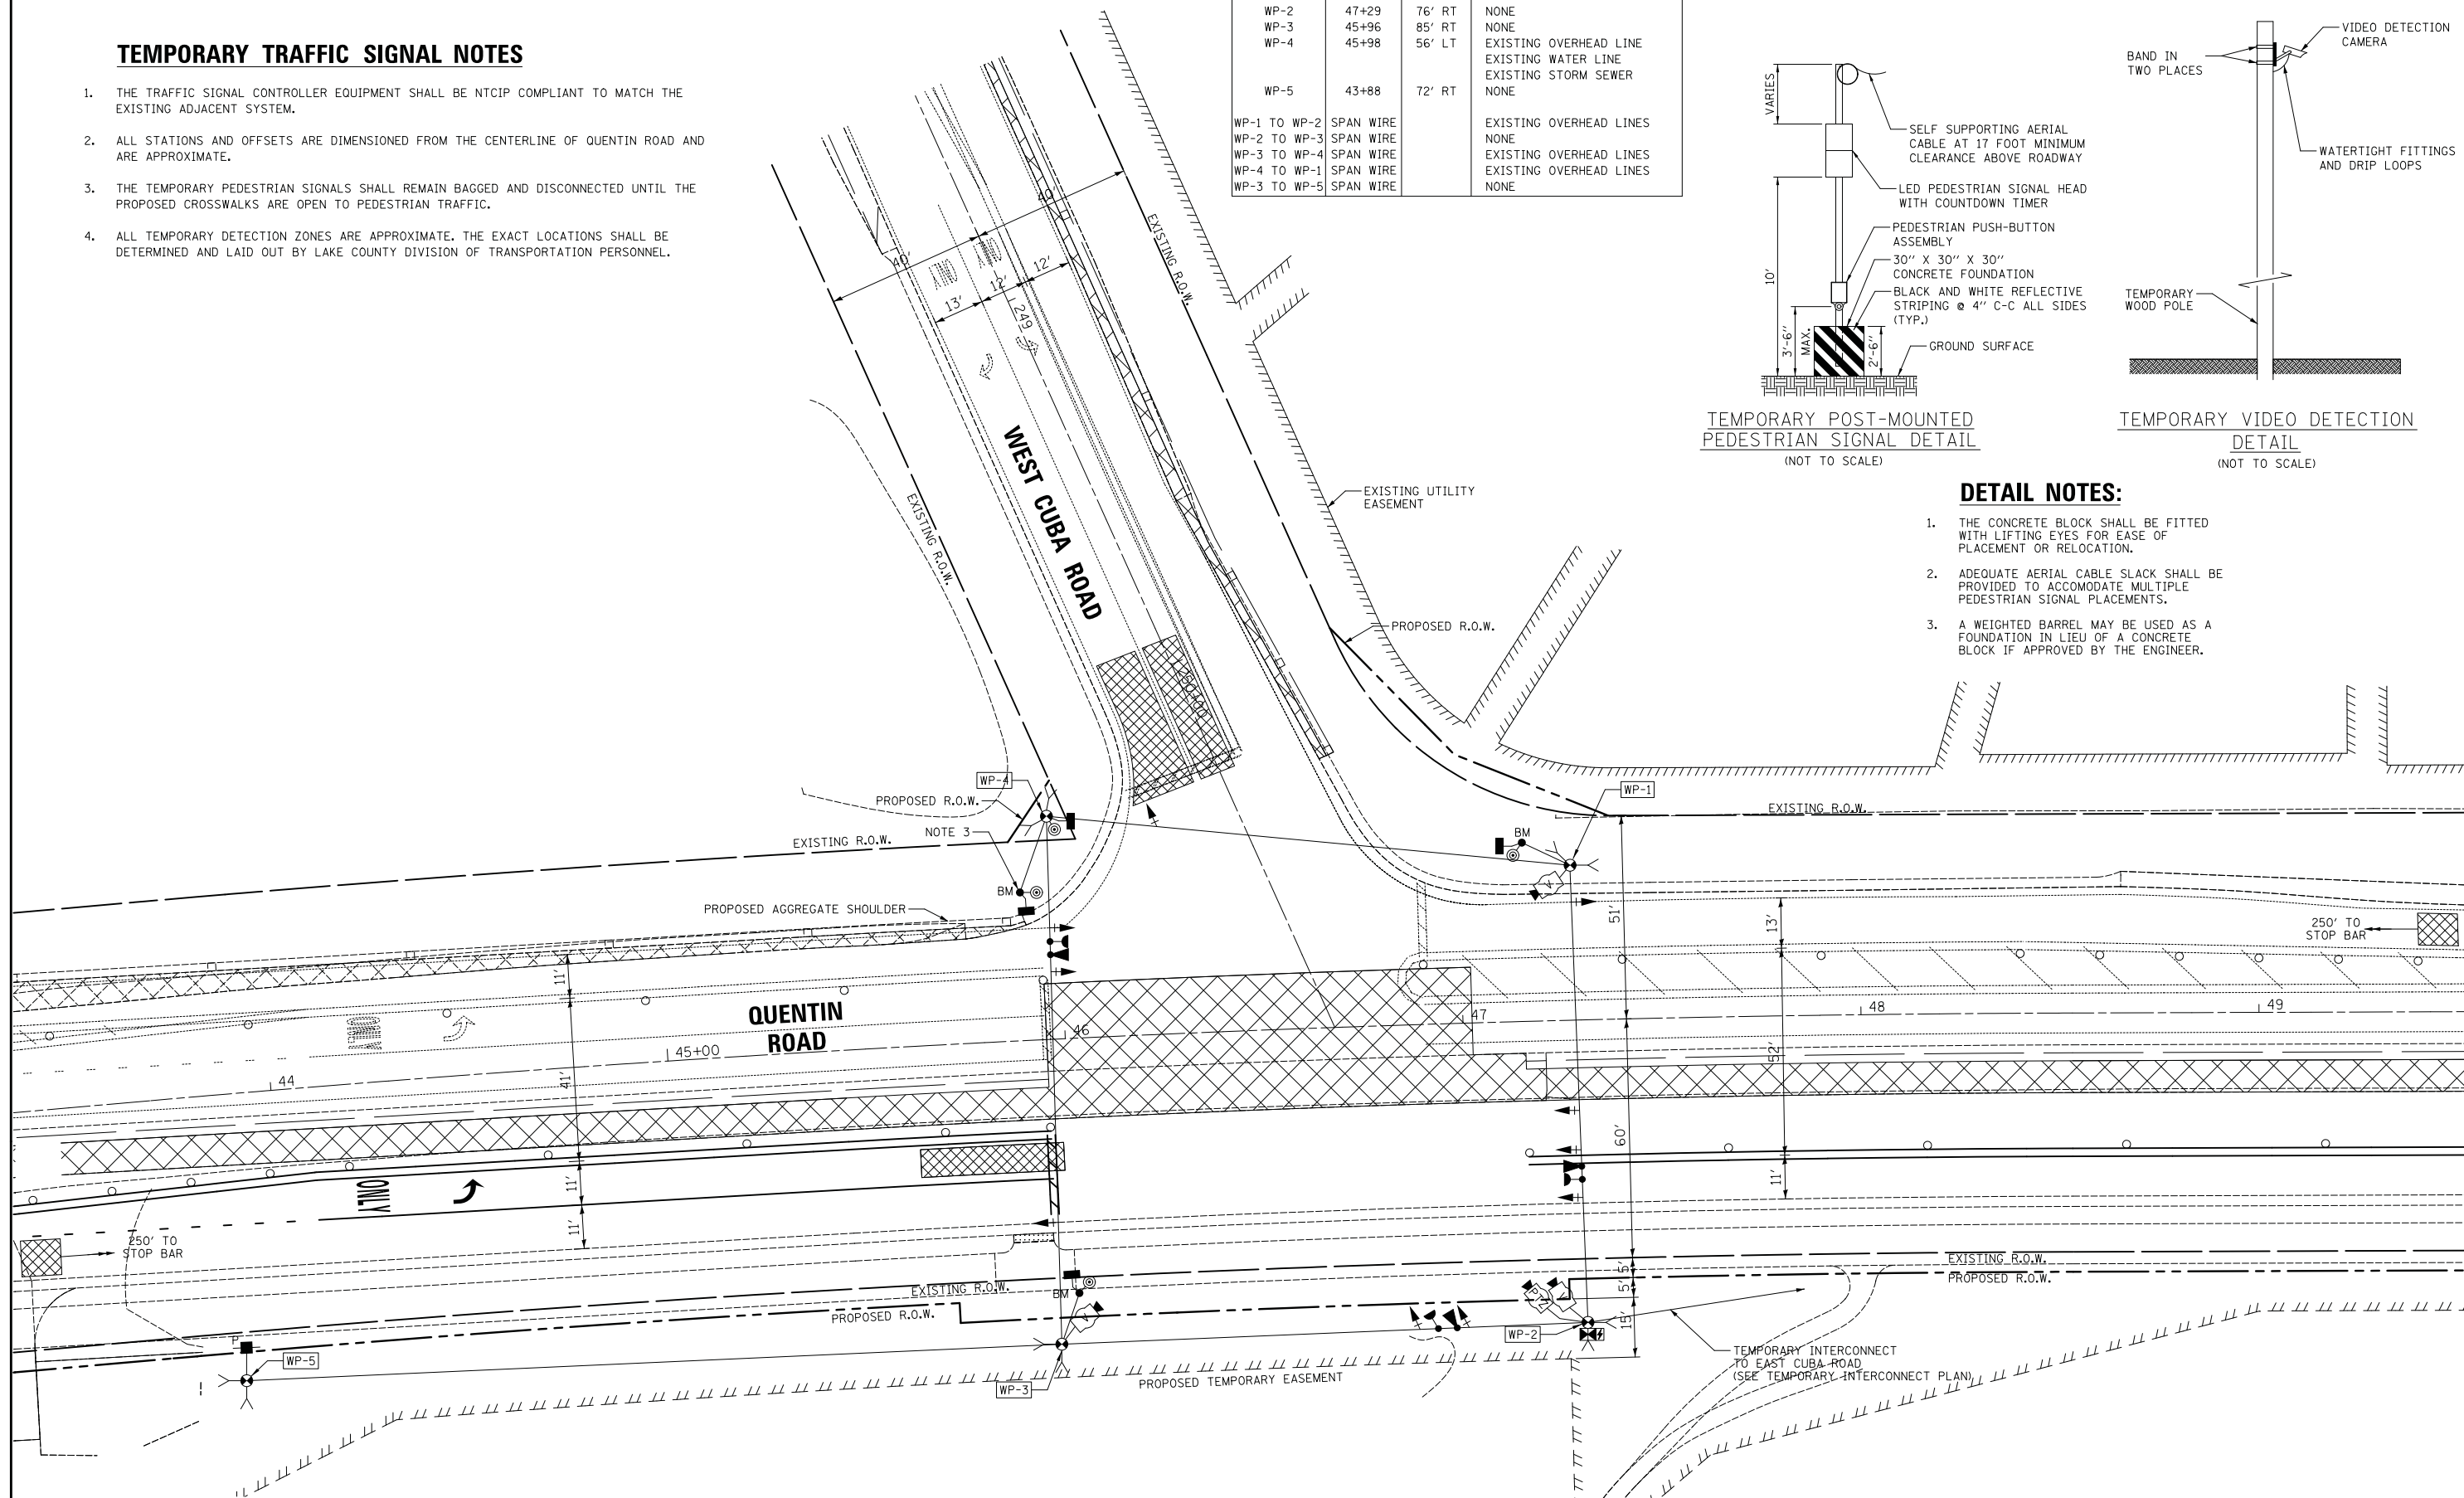 TEMPORARY TRAFFIC SIGNAL NOTES
1. THE TRAFFIC SIGNAL CONTROLLER EQUIPMENT SHALL BE NTCIP COMPLIANT TO MATCH THE
EXISTING ADJACENT SYSTEM.
2. ALL STATIONS AND OFFSETS ARE DIMENSIONED FROM THE CENTERLINE OF QUENTIN ROAD AND
ARE APPROXIMATE.
3. THE TEMPORARY PEDESTRIAN SIGNALS SHALL REMAIN BAGGED AND DISCONNECTED UNTIL THE
PROPOSED CROSSWALKS ARE OPEN TO PEDESTRIAN TRAFFIC.
4. ALL TEMPORARY DETECTION ZONES ARE APPROXIMATE. THE EXACT LOCATIONS SHALL BE
DETERMINED AND LAID OUT BY LAKE COUNTY DIVISION OF TRANSPORTATION PERSONNEL.
WP-2 47+29 76' RT NONE
WP-3 45+96 85' RT NONE
WP-4 45+98 56' LT EXISTING OVERHEAD LINE
EXISTING WATER LINE
EXISTING STORM SEWER
WP-5 43+88 72' RT NONE
WP-1 TO WP-2 SPAN WIRE EXISTING OVERHEAD LINES
WP-2 TO WP-3 SPAN WIRE NONE
WP-3 TO WP-4 SPAN WIRE EXISTING OVERHEAD LINES
WP-4 TO WP-1 SPAN WIRE EXISTING OVERHEAD LINES
WP-3 TO WP-5 SPAN WIRE NONE
VARIES
10'
3'-6"
MAX.
2'-6"
SELF SUPPORTING AERIAL
CABLE AT 17 FOOT MINIMUM
CLEARANCE ABOVE ROADWAY
LED PEDESTRIAN SIGNAL HEAD
WITH COUNTDOWN TIMER
PEDESTRIAN PUSH-BUTTON
ASSEMBLY
30" X 30" X 30"
CONCRETE FOUNDATION
BLACK AND WHITE REFLECTIVE
STRIPING @ 4" C-C ALL SIDES
(TYP.)
GROUND SURFACE
TEMPORARY POST-MOUNTED
PEDESTRIAN SIGNAL DETAIL
(NOT TO SCALE)
VIDEO DETECTION
CAMERA
BAND IN
TWO PLACES
WATERTIGHT FITTINGS
AND DRIP LOOPS
TEMPORARY
WOOD POLE
TEMPORARY VIDEO DETECTION
DETAIL
(NOT TO SCALE)
DETAIL NOTES:
1. THE CONCRETE BLOCK SHALL BE FITTED
WITH LIFTING EYES FOR EASE OF
PLACEMENT OR RELOCATION.
2. ADEQUATE AERIAL CABLE SLACK SHALL BE
PROVIDED TO ACCOMODATE MULTIPLE
PEDESTRIAN SIGNAL PLACEMENTS.
3. A WEIGHTED BARREL MAY BE USED AS A
FOUNDATION IN LIEU OF A CONCRETE
BLOCK IF APPROVED BY THE ENGINEER.
40'
40'
ONLY
ONLY
13'
12'
12'
249
EXISTING R.O.W.
WEST CUBA ROAD
EXISTING R.O.W.
EXISTING UTILITY
EASEMENT
PROPOSED R.O.W.
250+00
WP-4
PROPOSED R.O.W.
NOTE 3
EXISTING R.O.W.
BM
PROPOSED AGGREGATE SHOULDER
WP-1
BM
V
EXISTING R.O.W.
51'
13'
250' TO
STOP BAR
11'
ONLY
QUENTIN
ROAD
44
45+00
46
47
48
49
41'
52'
60'
11'
11'
11'
ONLY
250' TO
STOP BAR
EXISTING R.O.W.
PROPOSED R.O.W.
5'
5'
15'
EXISTING R.O.W.
PROPOSED R.O.W.
BM
V
PTZ
V
P
WP-5
WP-3
WP-2
PROPOSED TEMPORARY EASEMENT
TEMPORARY INTERCONNECT
TO EAST CUBA ROAD
(SEE TEMPORARY INTERCONNECT PLAN)